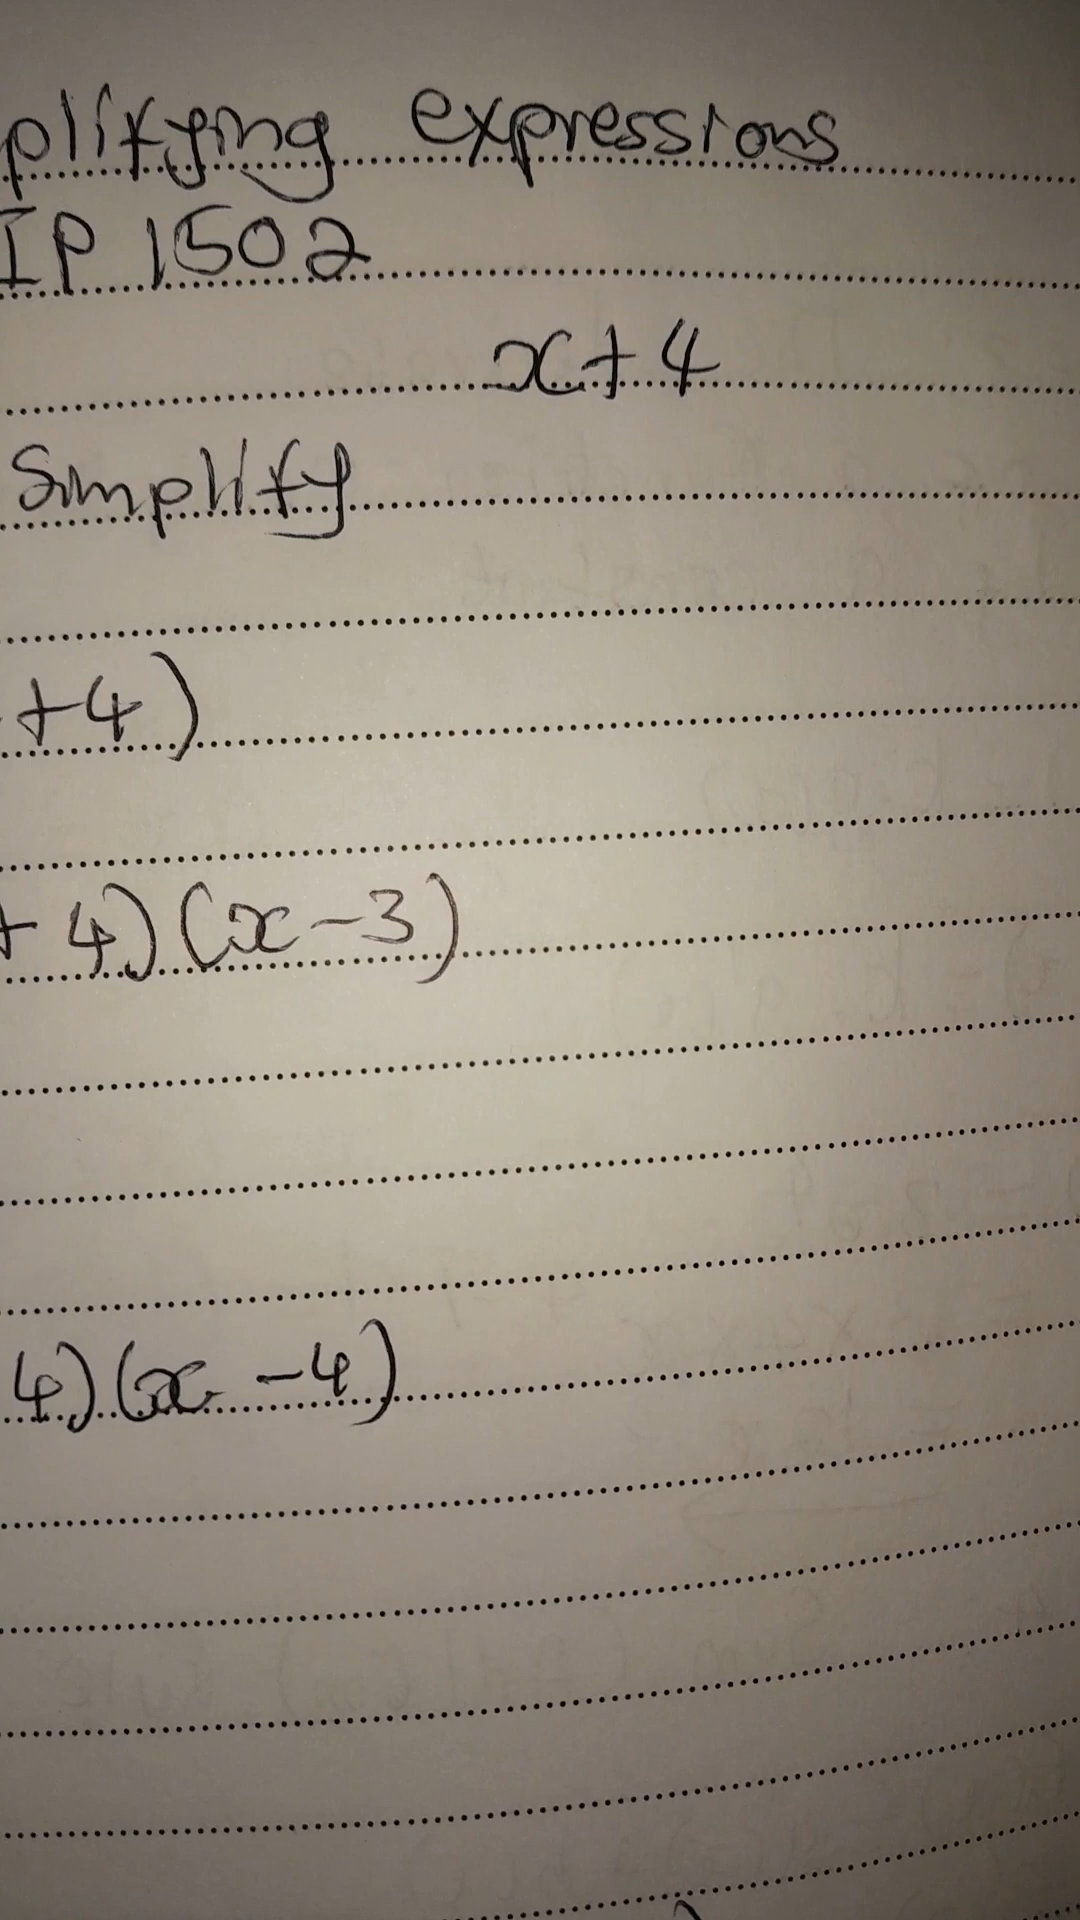 plifying expressions
IP 1502
x+4
Simplify
+4)
+ 4) (x-3)
4) (x -4)